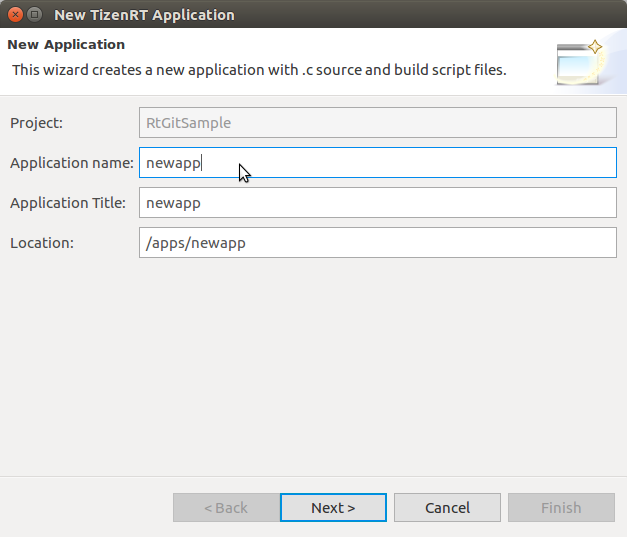 New TizenRT Application
New Application
This wizard creates a new application with .c source and build script files.
Project: RtGitSample
Application name: newapp
Application Title: newapp
Location: /apps/newapp
< Back Next > Cancel Finish